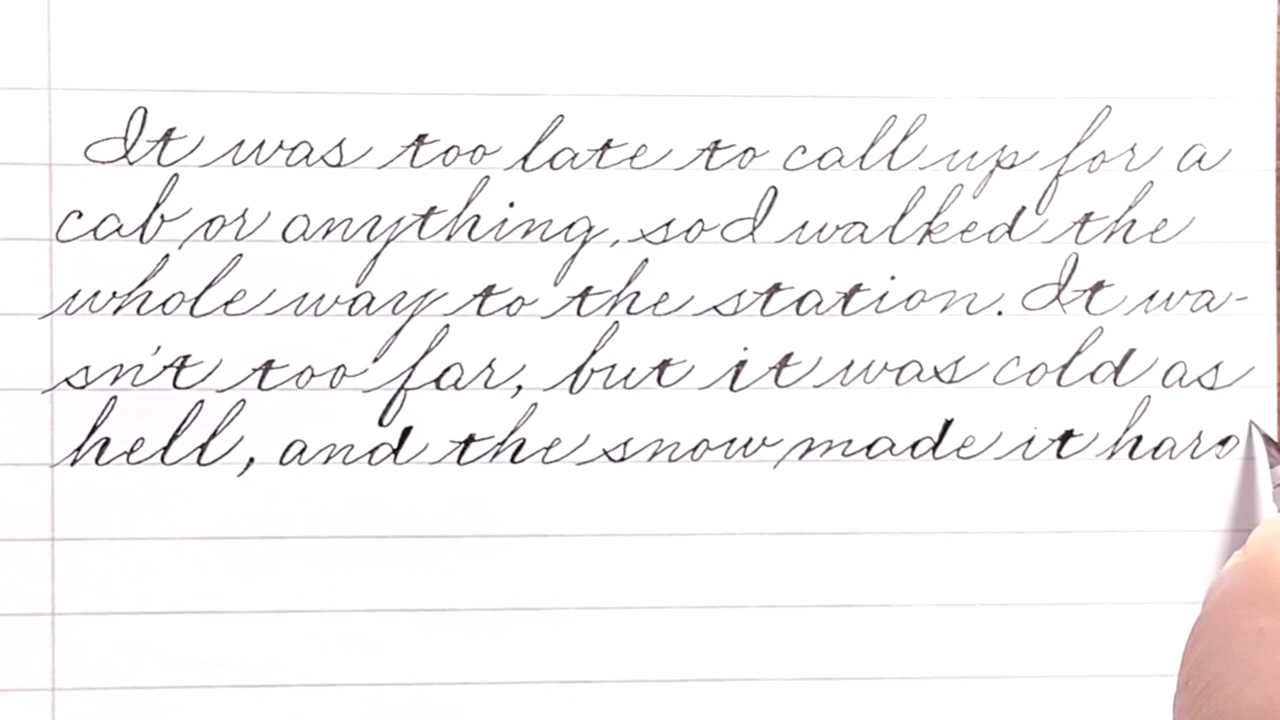 It was too late to call up for a
cab or anything, so I walked the
whole way to the station. It wa-
sn't too far, but it was cold as
hell, and the snow made it hard